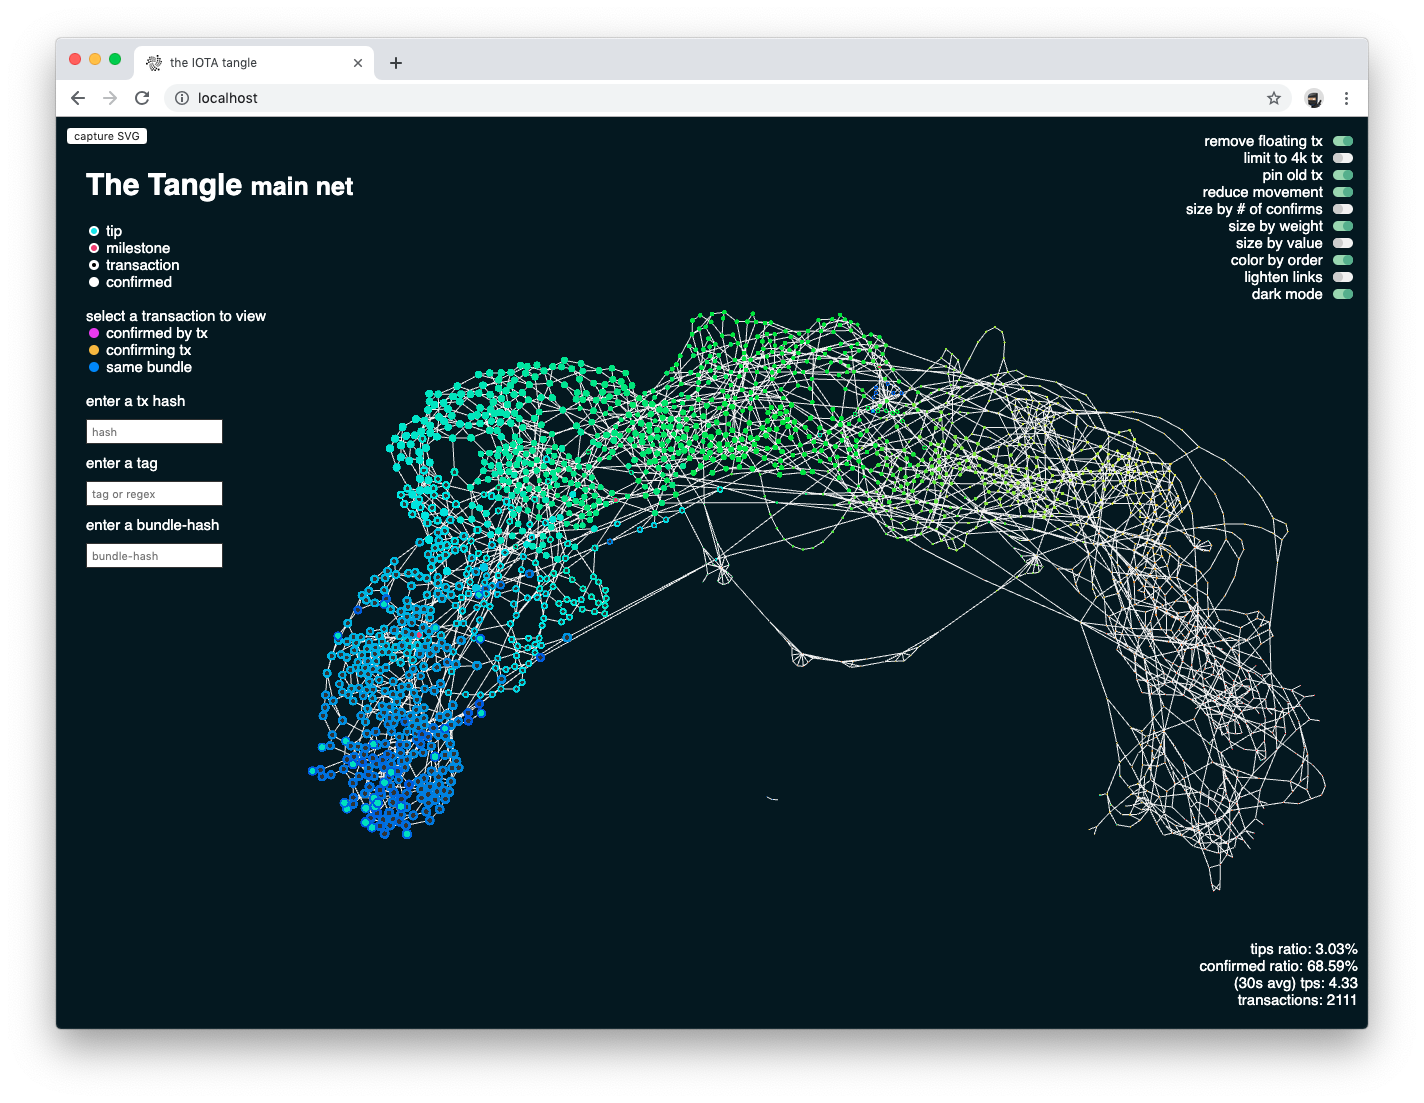 the IOTA tangle
localhost
capture SVG
The Tangle main net
tip
milestone
transaction
confirmed
select a transaction to view
confirmed by tx
confirming tx
same bundle
enter a tx hash
hash
enter a tag
tag or regex
enter a bundle-hash
bundle-hash
remove floating tx
limit to 4k tx
pin old tx
reduce movement
size by # of confirms
size by weight
size by value
color by order
lighten links
dark mode
tips ratio: 3.03%
confirmed ratio: 68.59%
(30s avg) tps: 4.33
transactions: 2111